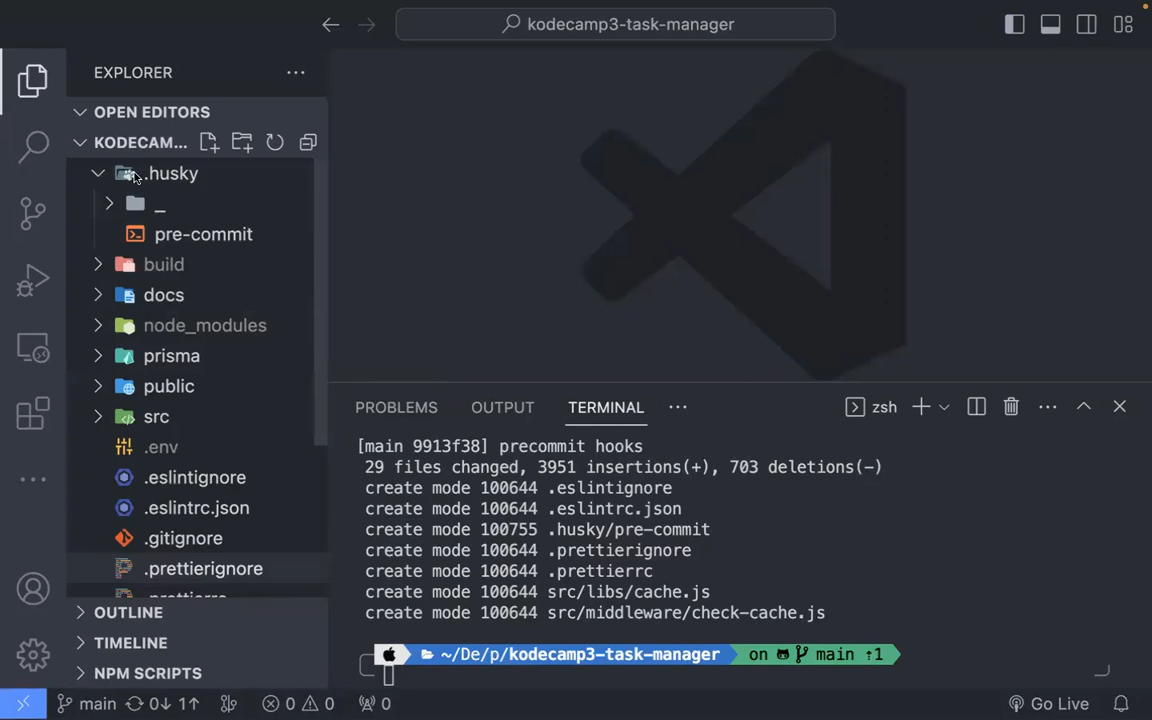 kodecamp3-task-manager
EXPLORER
OPEN EDITORS
KODECAM...
.husky
_
pre-commit
build
docs
node_modules
prisma
public
src
.env
.eslintignore
.eslintrc.json
.gitignore
.prettierignore
.prettierrc
OUTLINE
TIMELINE
NPM SCRIPTS
PROBLEMS OUTPUT TERMINAL zsh
[main 9913f38] precommit hooks
29 files changed, 3951 insertions(+), 703 deletions(-)
create mode 100644 .eslintignore
create mode 100644 .eslintrc.json
create mode 100755 .husky/pre-commit
create mode 100644 .prettierignore
create mode 100644 .prettierrc
create mode 100644 src/libs/cache.js
create mode 100644 src/middleware/check-cache.js
~/De/p/kodecamp3-task-manager on main ⇡1
main 0↓ 1↑ 0 0 0 Go Live